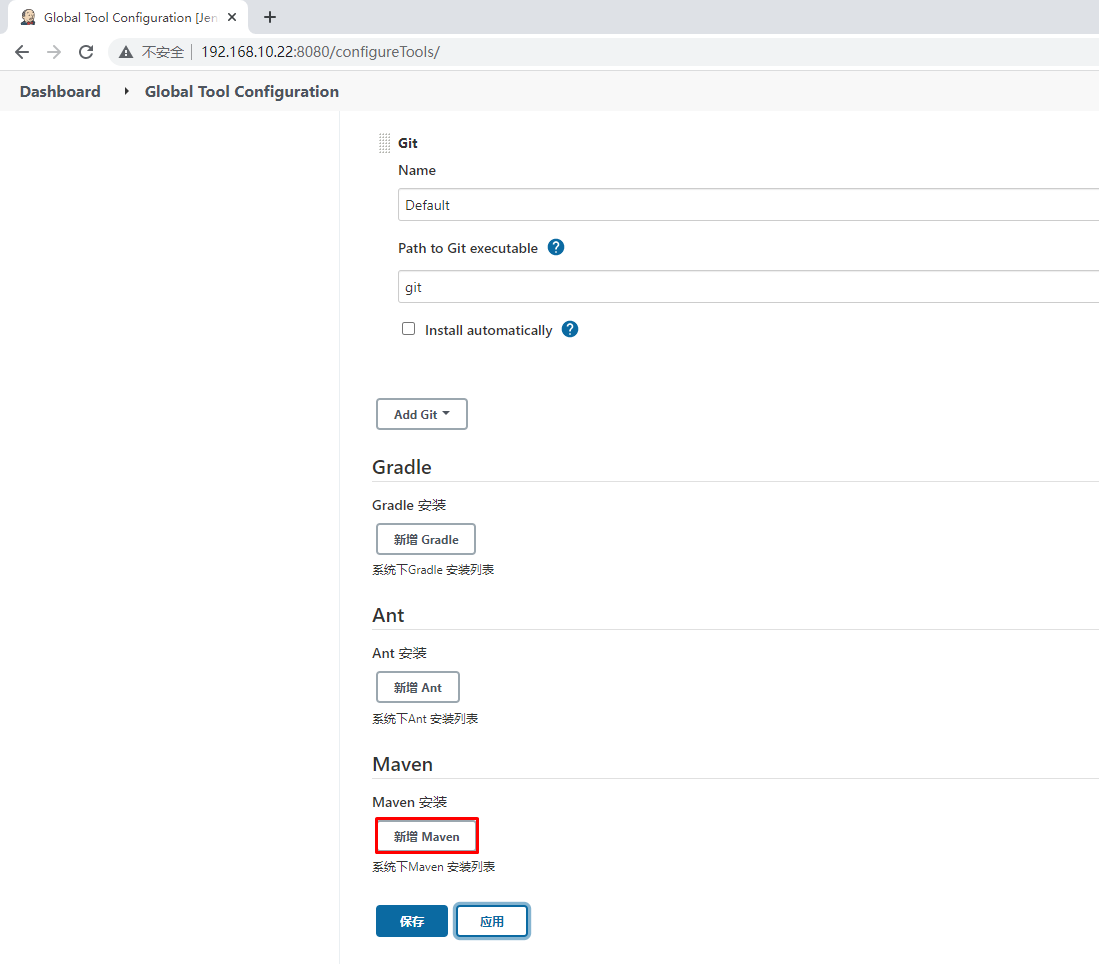 Global Tool Configuration [Jen
不安全 192.168.10.22:8080/configureTools/
Dashboard Global Tool Configuration
Git
Name
Default
Path to Git executable ?
git
Install automatically ?
Add Git
Gradle
Gradle 安装
新增 Gradle
系统下Gradle 安装列表
Ant
Ant 安装
新增 Ant
系统下Ant 安装列表
Maven
Maven 安装
新增 Maven
系统下Maven 安装列表
保存 应用